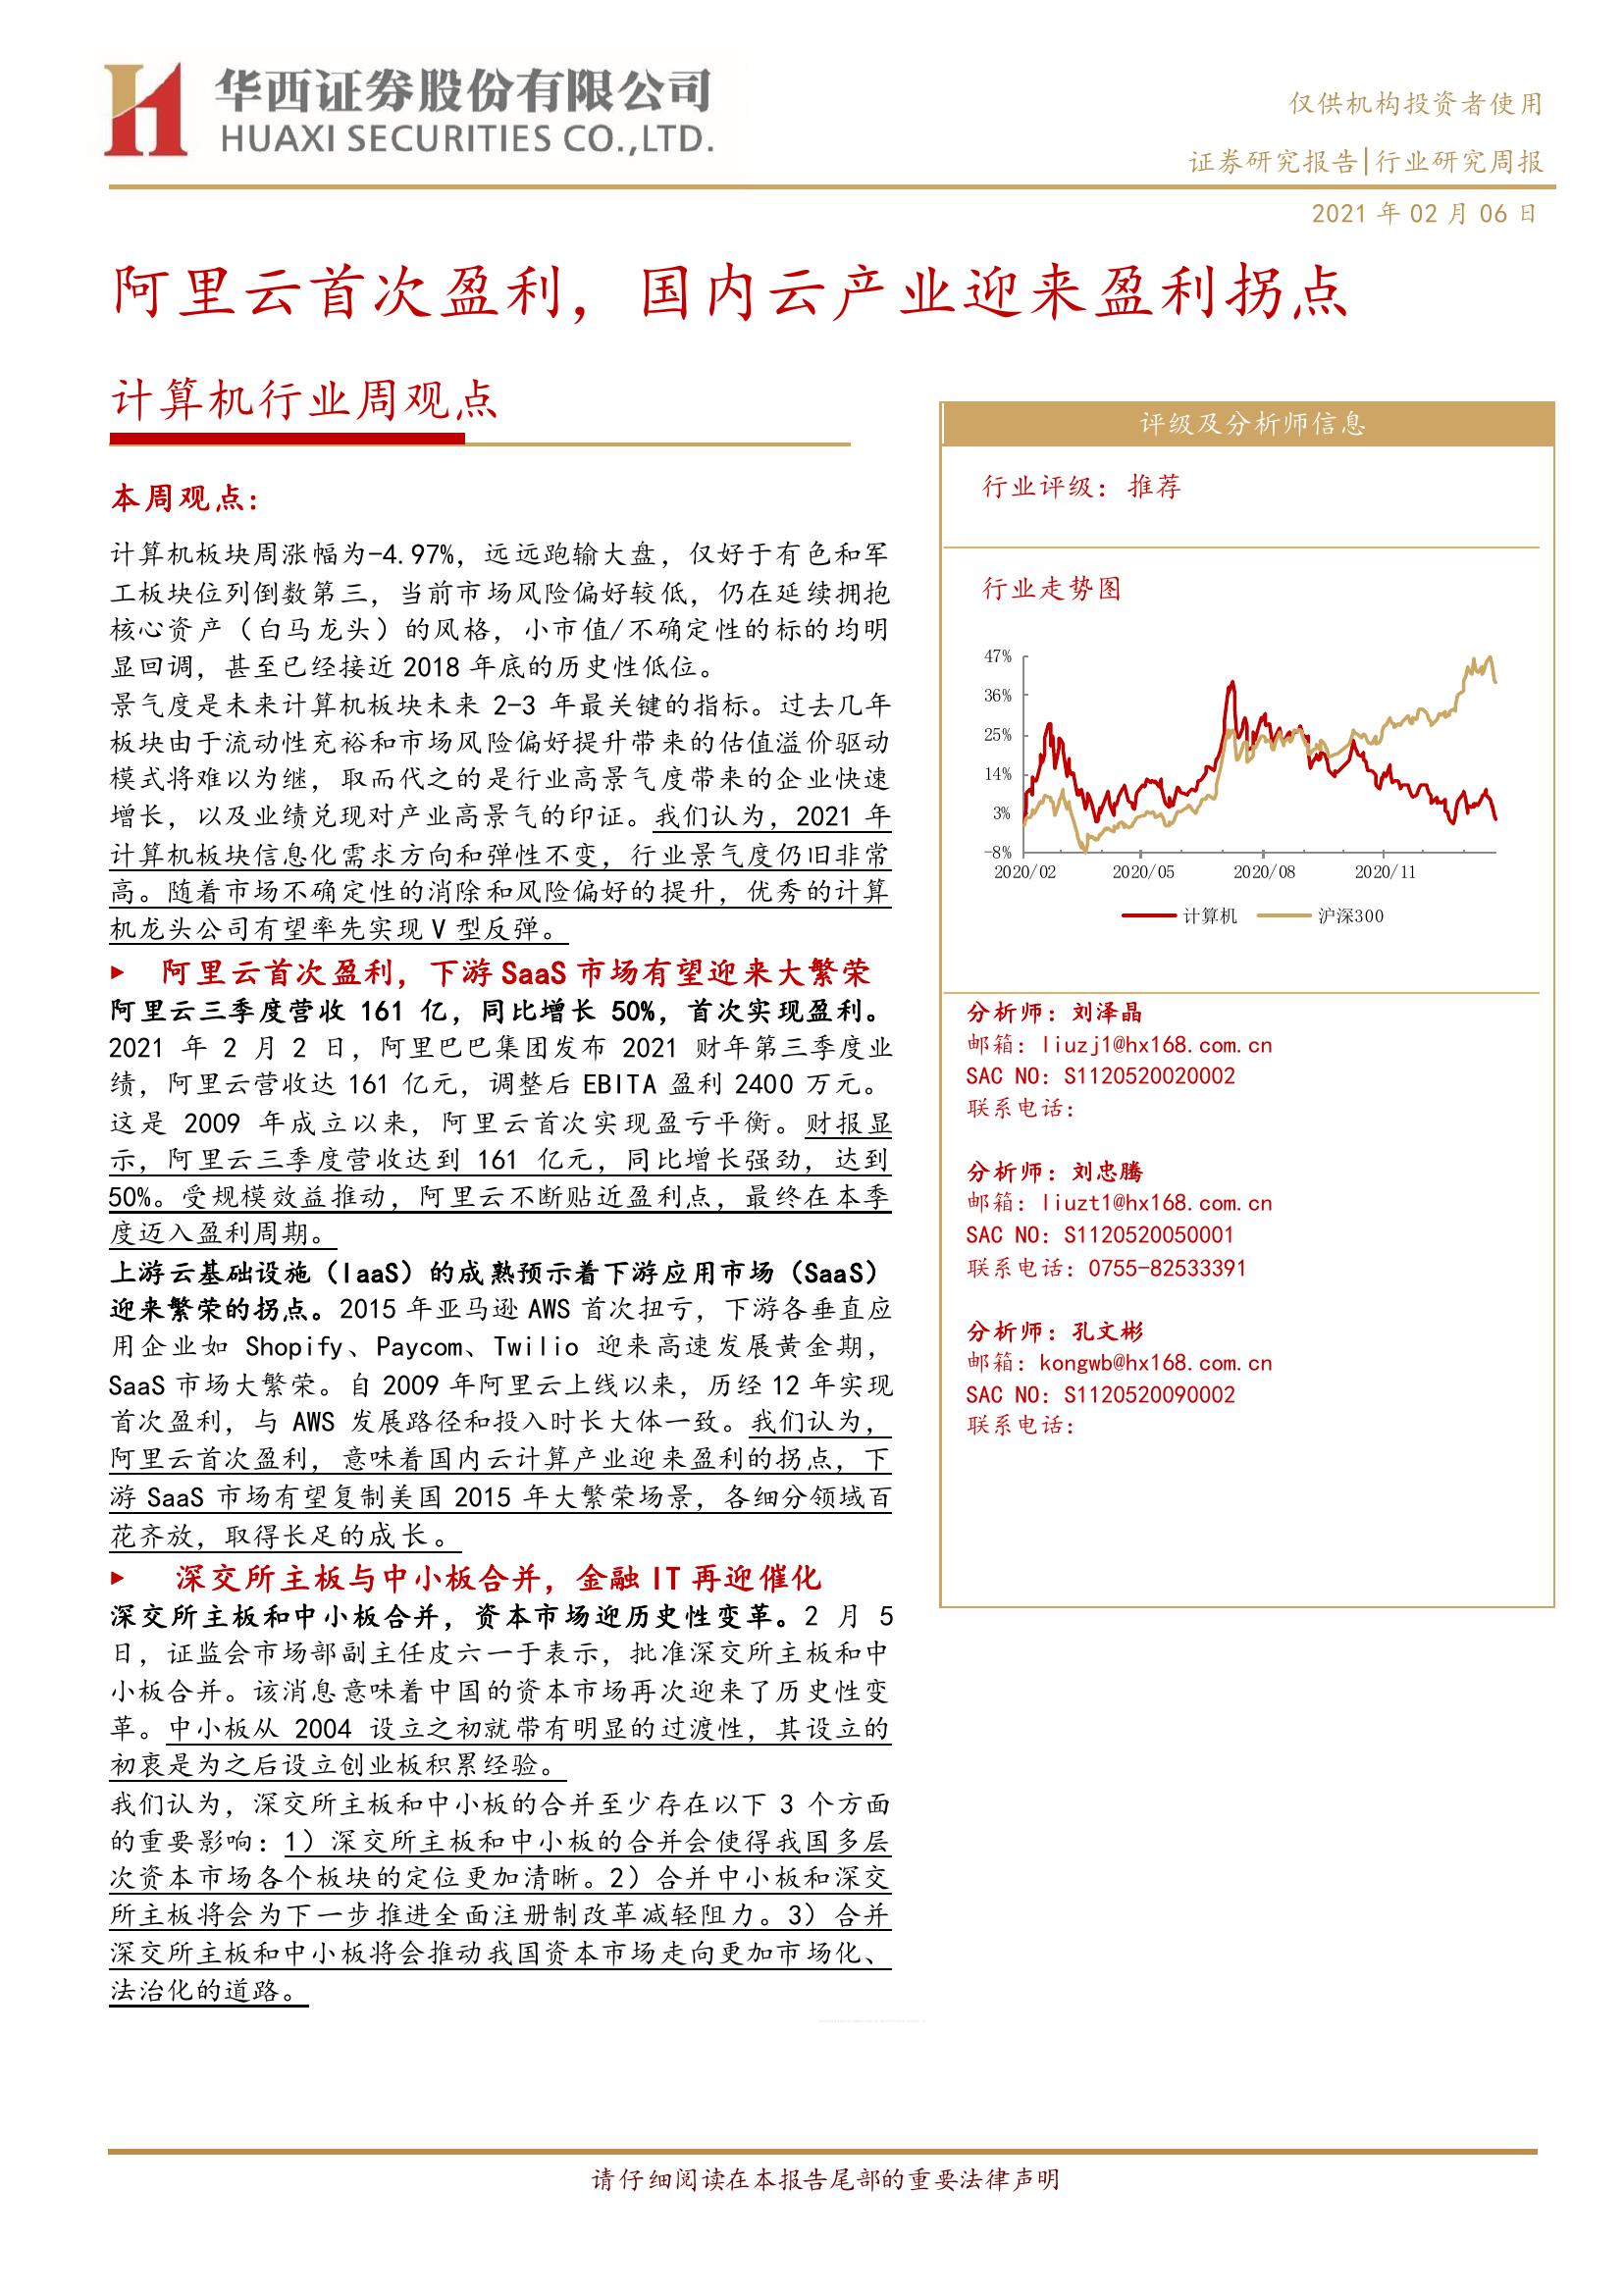 华西证券股份有限公司
HUAXI SECURITIES CO.,LTD.
仅供机构投资者使用
证券研究报告|行业研究周报
2021 年 02 月 06 日
阿里云首次盈利，国内云产业迎来盈利拐点
计算机行业周观点
本周观点：
计算机板块周涨幅为-4.97%，远远跑输大盘，仅好于有色和军
工板块位列倒数第三，当前市场风险偏好较低，仍在延续拥抱
核心资产（白马龙头）的风格，小市值/不确定性的标的均明
显回调，甚至已经接近 2018 年底的历史性低位。
景气度是未来计算机板块未来 2-3 年最关键的指标。过去几年
板块由于流动性充裕和市场风险偏好提升带来的估值溢价驱动
模式将难以为继，取而代之的是行业高景气度带来的企业快速
增长，以及业绩兑现对产业高景气的印证。我们认为，2021 年
计算机板块信息化需求方向和弹性不变，行业景气度仍旧非常
高。随着市场不确定性的消除和风险偏好的提升，优秀的计算
机龙头公司有望率先实现 V 型反弹。
▶ 阿里云首次盈利，下游 SaaS 市场有望迎来大繁荣
阿里云三季度营收 161 亿，同比增长 50%，首次实现盈利。
2021 年 2 月 2 日，阿里巴巴集团发布 2021 财年第三季度业
绩，阿里云营收达 161 亿元，调整后 EBITA 盈利 2400 万元。
这是 2009 年成立以来，阿里云首次实现盈亏平衡。财报显
示，阿里云三季度营收达到 161 亿元，同比增长强劲，达到
50%。受规模效益推动，阿里云不断贴近盈利点，最终在本季
度迈入盈利周期。
上游云基础设施（IaaS）的成熟预示着下游应用市场（SaaS）
迎来繁荣的拐点。2015 年亚马逊 AWS 首次扭亏，下游各垂直应
用企业如 Shopify、Paycom、Twilio 迎来高速发展黄金期，
SaaS 市场大繁荣。自 2009 年阿里云上线以来，历经 12 年实现
首次盈利，与 AWS 发展路径和投入时长大体一致。我们认为，
阿里云首次盈利，意味着国内云计算产业迎来盈利的拐点，下
游 SaaS 市场有望复制美国 2015 年大繁荣场景，各细分领域百
花齐放，取得长足的成长。
▶ 深交所主板与中小板合并，金融 IT 再迎催化
深交所主板和中小板合并，资本市场迎历史性变革。2 月 5
日，证监会市场部副主任皮六一于表示，批准深交所主板和中
小板合并。该消息意味着中国的资本市场再次迎来了历史性变
革。中小板从 2004 设立之初就带有明显的过渡性，其设立的
初衷是为之后设立创业板积累经验。
我们认为，深交所主板和中小板的合并至少存在以下 3 个方面
的重要影响：1）深交所主板和中小板的合并会使得我国多层
次资本市场各个板块的定位更加清晰。2）合并中小板和深交
所主板将会为下一步推进全面注册制改革减轻阻力。3）合并
深交所主板和中小板将会推动我国资本市场走向更加市场化、
法治化的道路。
评级及分析师信息
行业评级：推荐
行业走势图
47%
36%
25%
14%
3%
-8%
2020/02 2020/05 2020/08 2020/11
计算机 沪深300
分析师：刘泽晶
邮箱：liuzj1@hx168.com.cn
SAC NO：S1120520020002
联系电话：
分析师：刘忠腾
邮箱：liuzt1@hx168.com.cn
SAC NO：S1120520050001
联系电话：0755-82533391
分析师：孔文彬
邮箱：kongwb@hx168.com.cn
SAC NO：S1120520090002
联系电话：
请仔细阅读在本报告尾部的重要法律声明